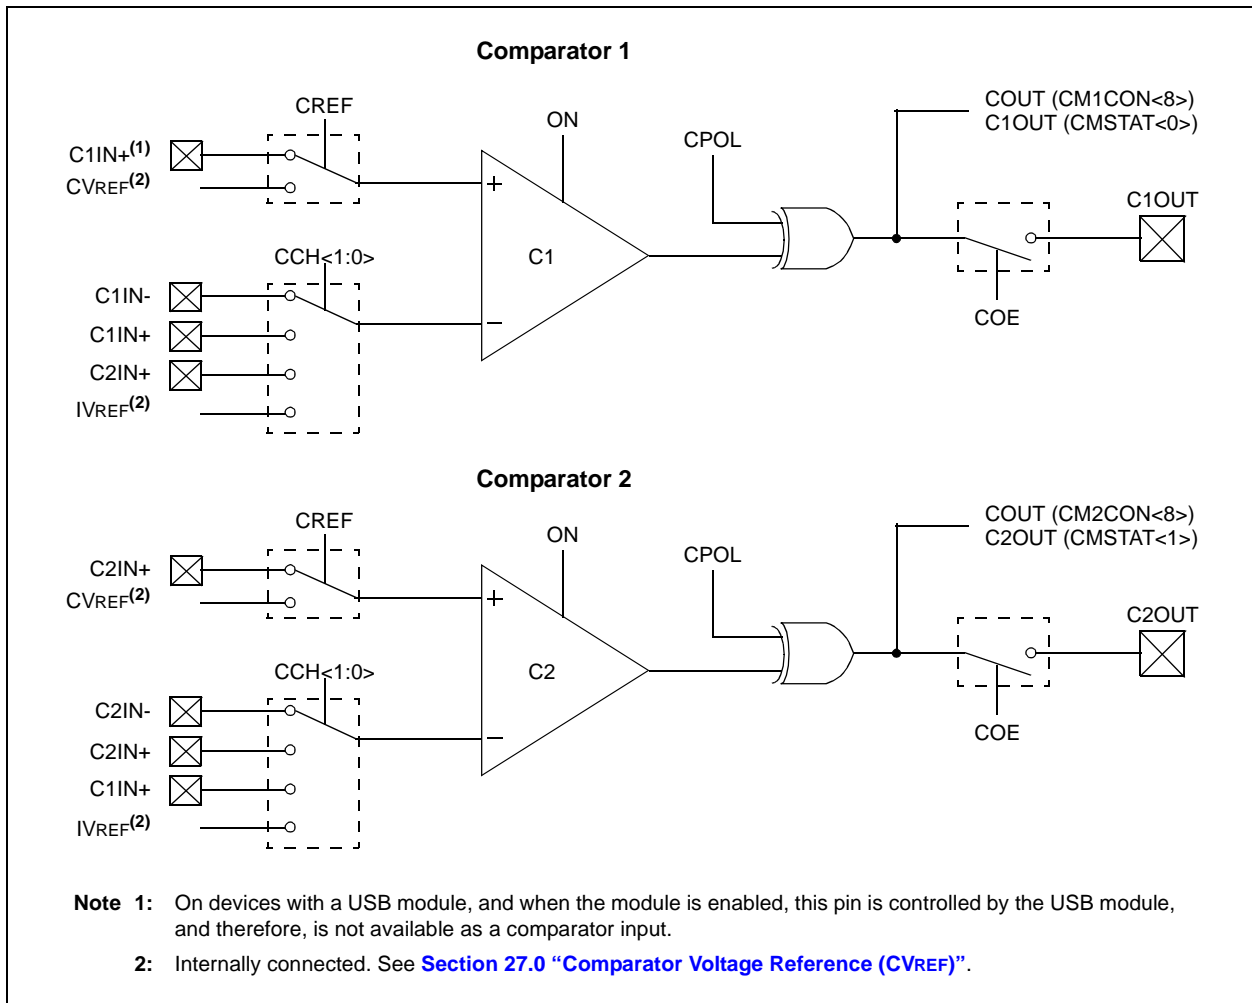 Comparator 1
CREF
ON
CPOL
COUT (CM1CON<8>)
C1OUT (CMSTAT<0>)
C1IN+(1)
CVREF(2)
C1OUT
+
C1
CCH<1:0>
C1IN-
C1IN+
C2IN+
IVREF(2)
−
COE
Comparator 2
CREF
ON
CPOL
COUT (CM2CON<8>)
C2OUT (CMSTAT<1>)
C2IN+
CVREF(2)
C2OUT
+
C2
CCH<1:0>
C2IN-
C2IN+
C1IN+
IVREF(2)
−
COE
Note 1: On devices with a USB module, and when the module is enabled, this pin is controlled by the USB module,
and therefore, is not available as a comparator input.
2: Internally connected. See Section 27.0 “Comparator Voltage Reference (CVREF)”.